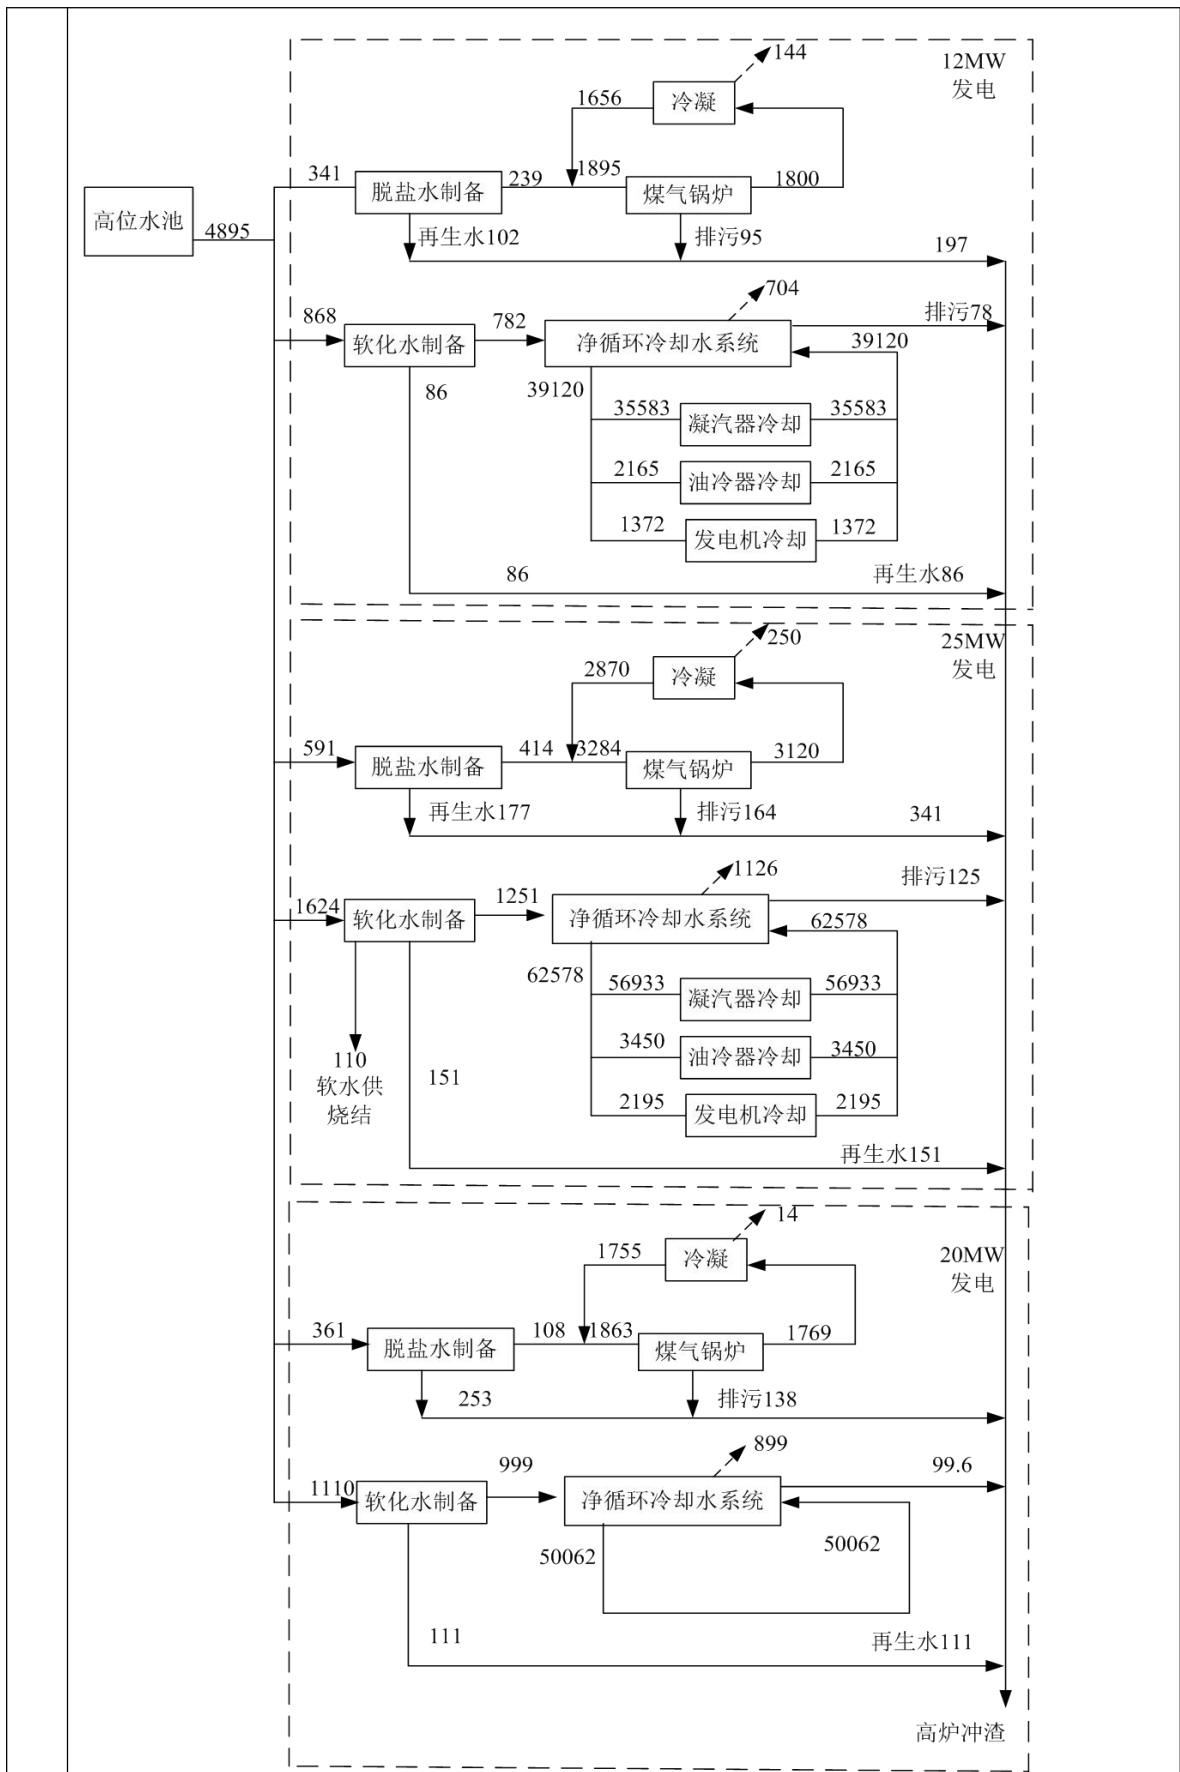 144
12MW
发电
1656
冷凝
341
脱盐水制备
239
1895
煤气锅炉
1800
高位水池
4895
再生水102
排污95
197
704
868
软化水制备
782
净循环冷却水系统
排污78
39120
86
39120
35583
凝汽器冷却
35583
2165
油冷器冷却
2165
1372
发电机冷却
1372
86
再生水86
250
25MW
发电
2870
冷凝
591
脱盐水制备
414
3284
煤气锅炉
3120
再生水177
排污164
341
1126
排污125
1624
软化水制备
1251
净循环冷却水系统
62578
62578
56933
凝汽器冷却
56933
110
软水供
烧结
151
3450
油冷器冷却
3450
2195
发电机冷却
2195
再生水151
14
20MW
发电
1755
冷凝
361
脱盐水制备
108
1863
煤气锅炉
1769
253
排污138
899
99.6
1110
软化水制备
999
净循环冷却水系统
50062
50062
111
再生水111
高炉冲渣